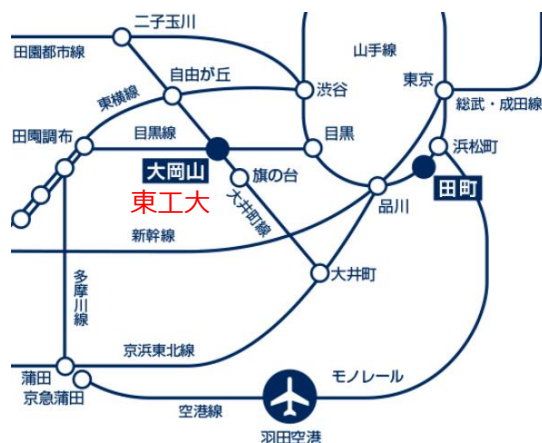 二子玉川
田園都市線
山手線
自由が丘
渋谷
東京
東横線
総武・成田線
田園調布
目黒線
目黒
浜松町
大岡山
旗の台
田町
東工大
大井町線
品川
新幹線
多摩川線
大井町
京浜東北線
蒲田
京急蒲田
モノレール
空港線
羽田空港